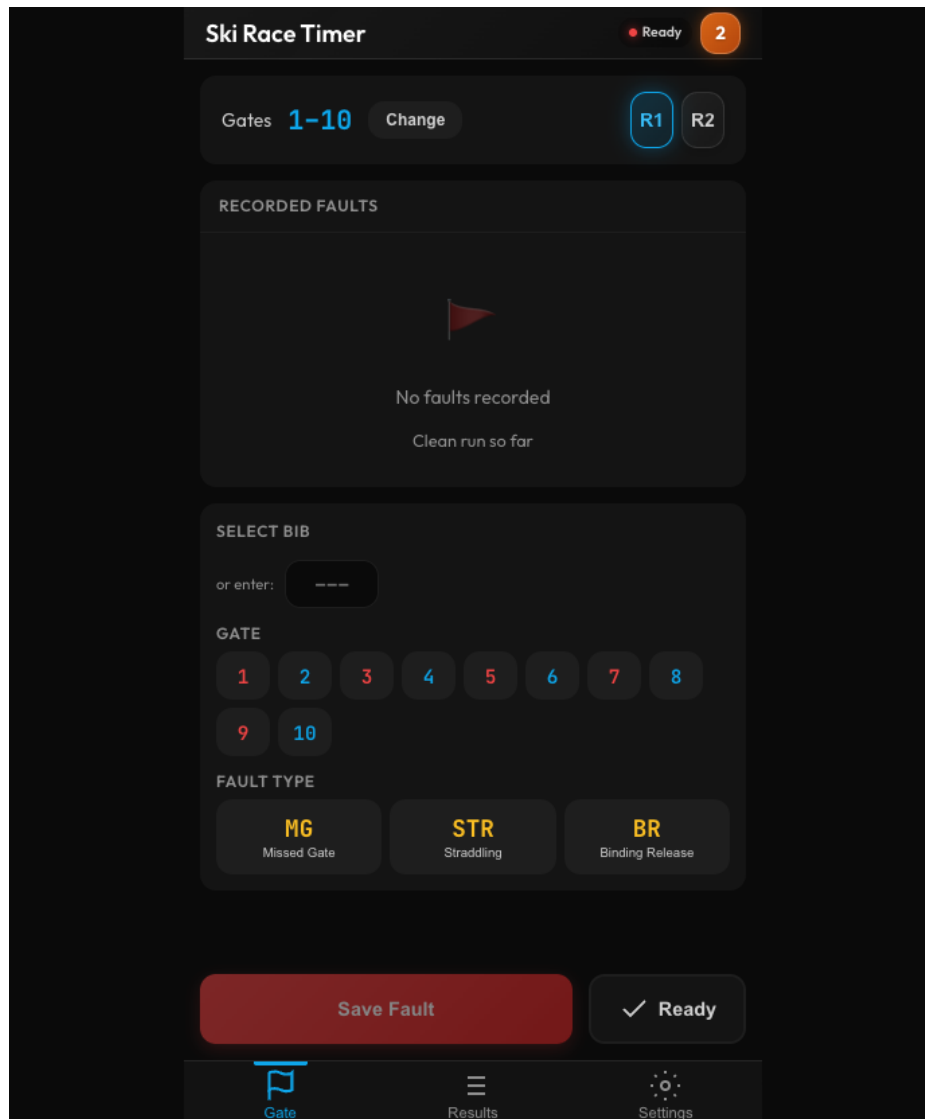 Ski Race Timer
Ready
2
Gates 1–10 Change R1 R2
RECORDED FAULTS
No faults recorded
Clean run so far
SELECT BIB
or enter: ---
GATE
1 2 3 4 5 6 7 8
9 10
FAULT TYPE
MG STR BR
Missed Gate Straddling Binding Release
Save Fault Ready
Gate Results Settings